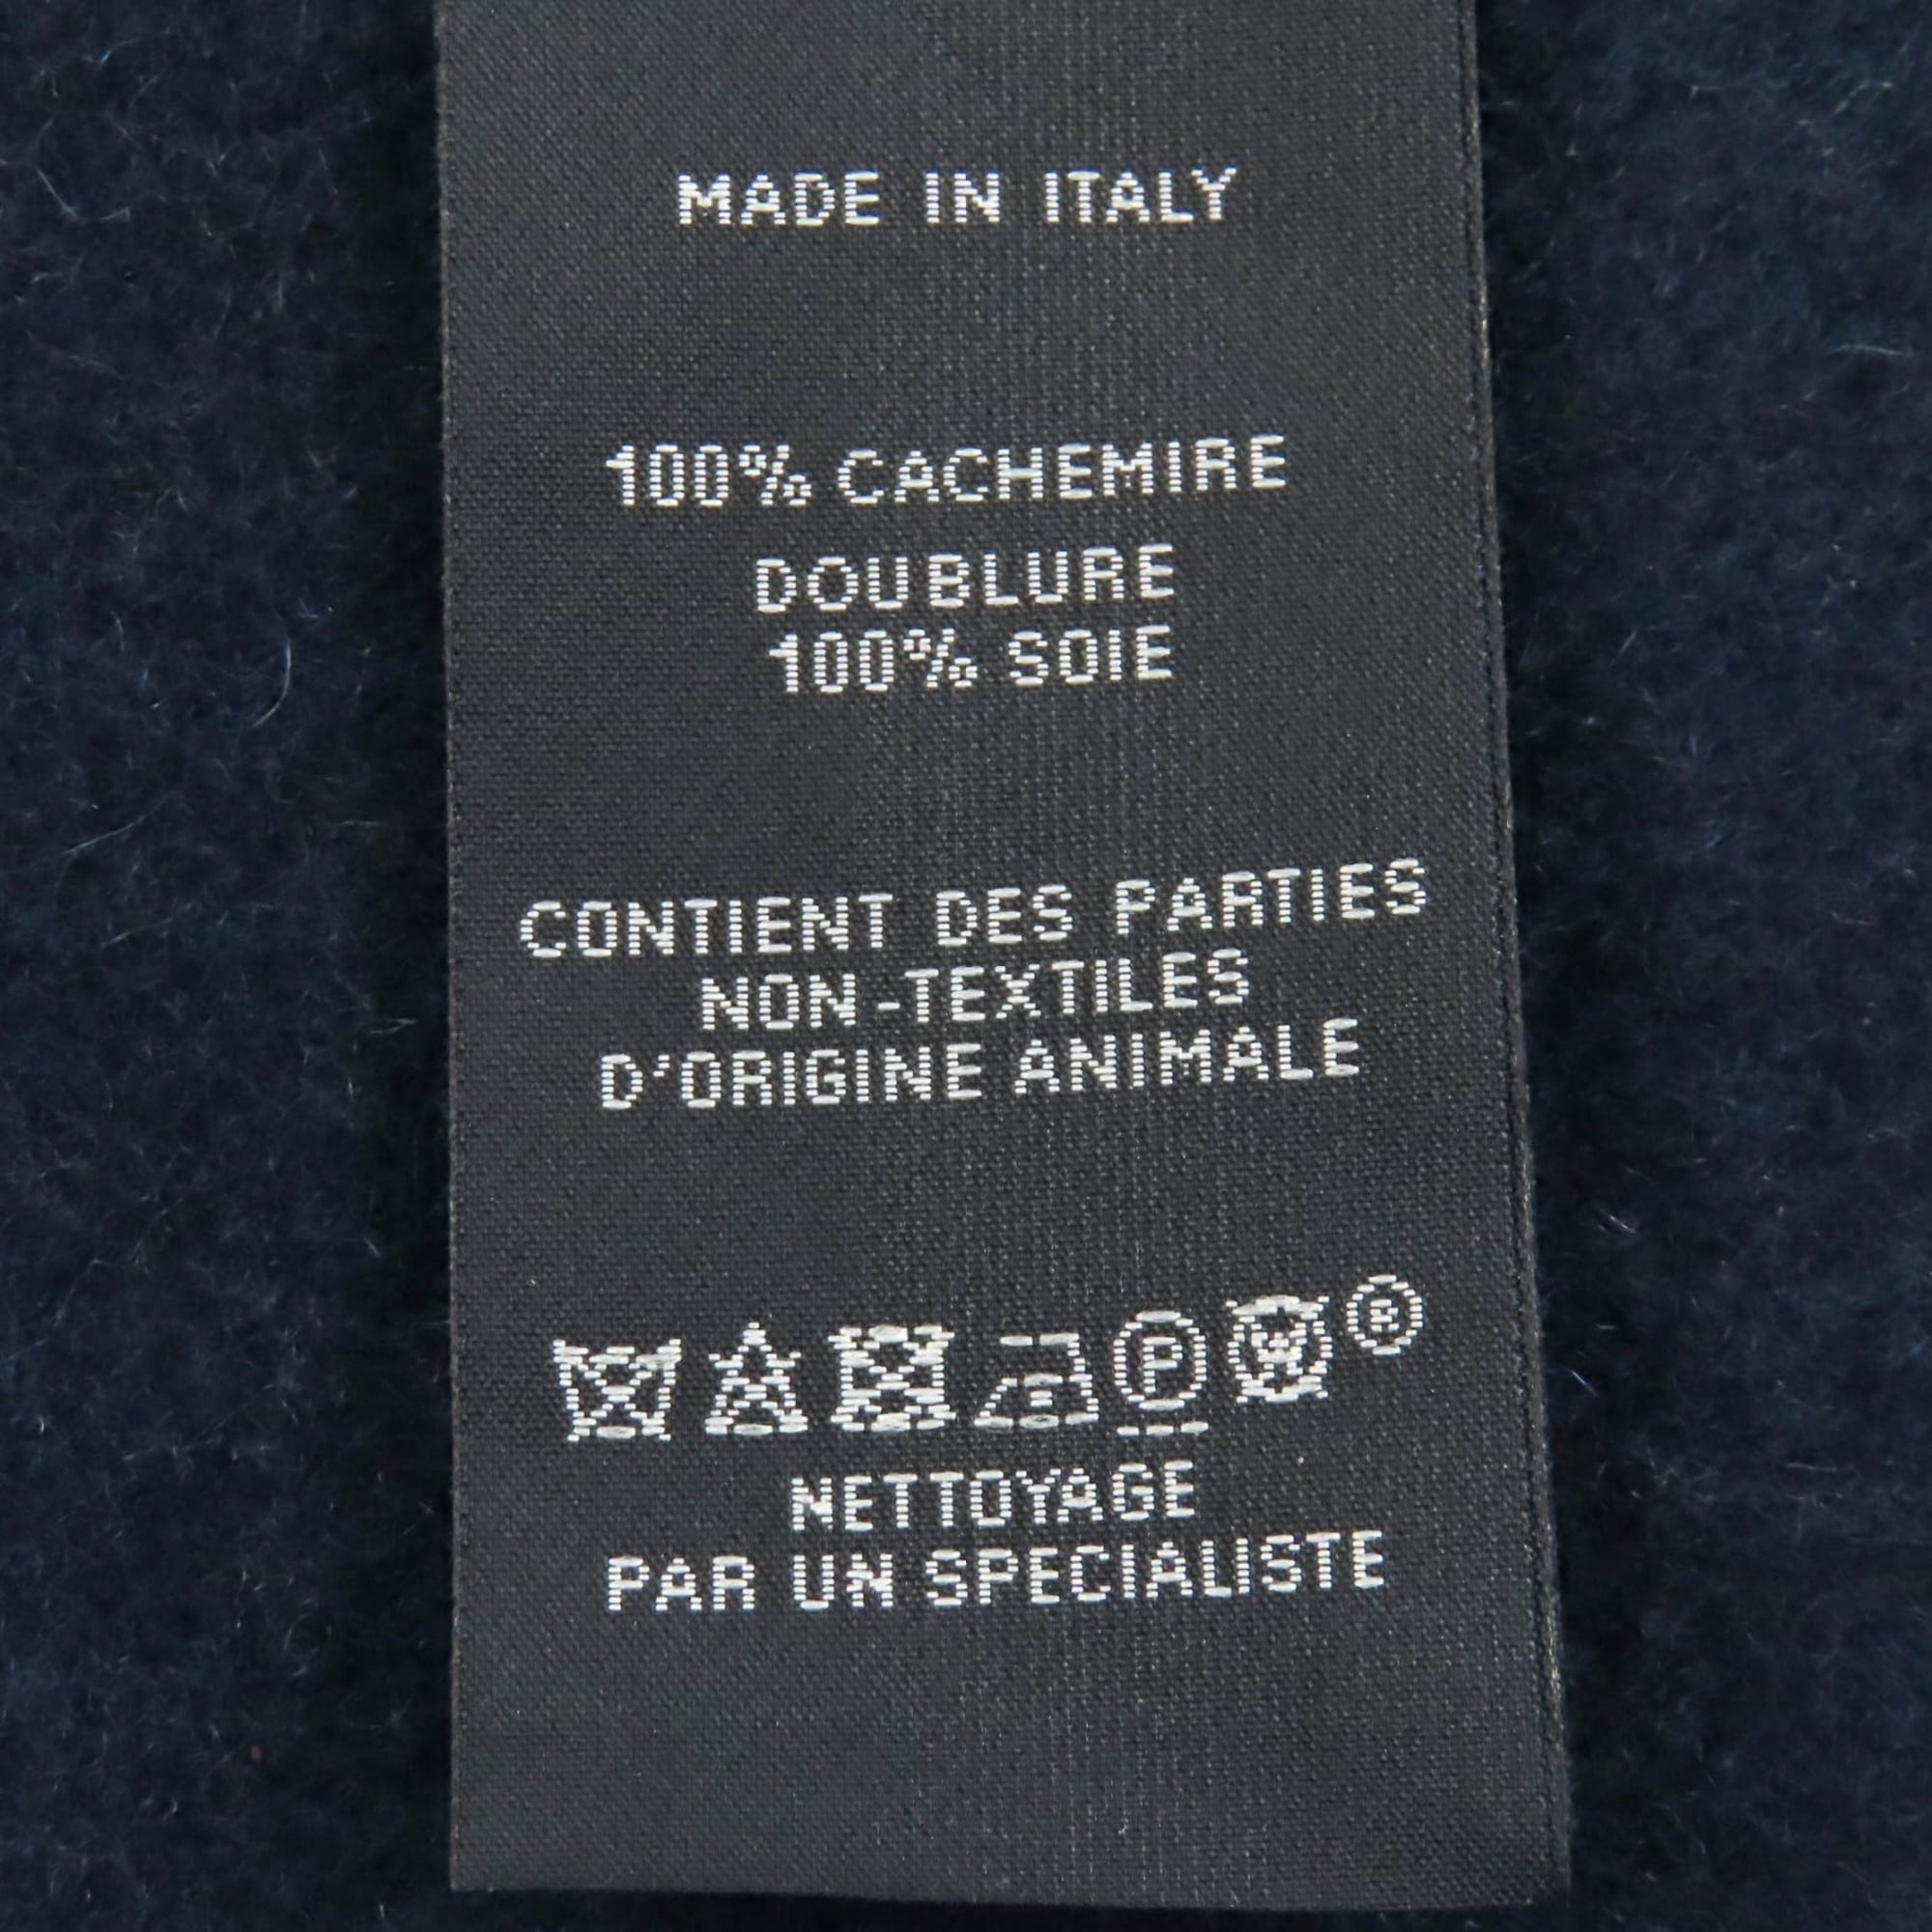 MADE IN ITALY
100% CACHEMIRE
DOUBLURE
100% SOIE
CONTIENT DES PARTIES
NON-TEXTILES
D'ORIGINE ANIMALE
P W ®
NETTOYAGE
PAR UN SPECIALISTE